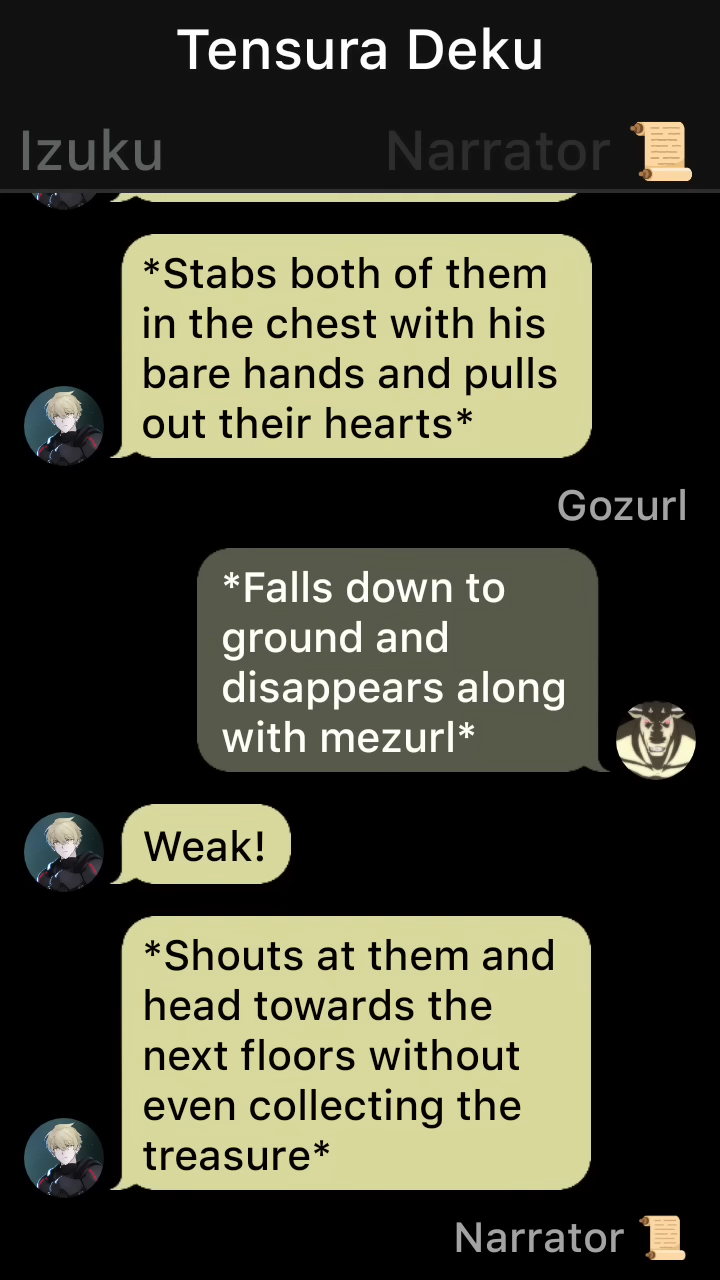 Tensura Deku
Izuku
Narrator
*Stabs both of them
in the chest with his
bare hands and pulls
out their hearts*
Gozurl
*Falls down to
ground and
disappears along
with mezurl*
Weak!
*Shouts at them and
head towards the
next floors without
even collecting the
treasure*
Narrator